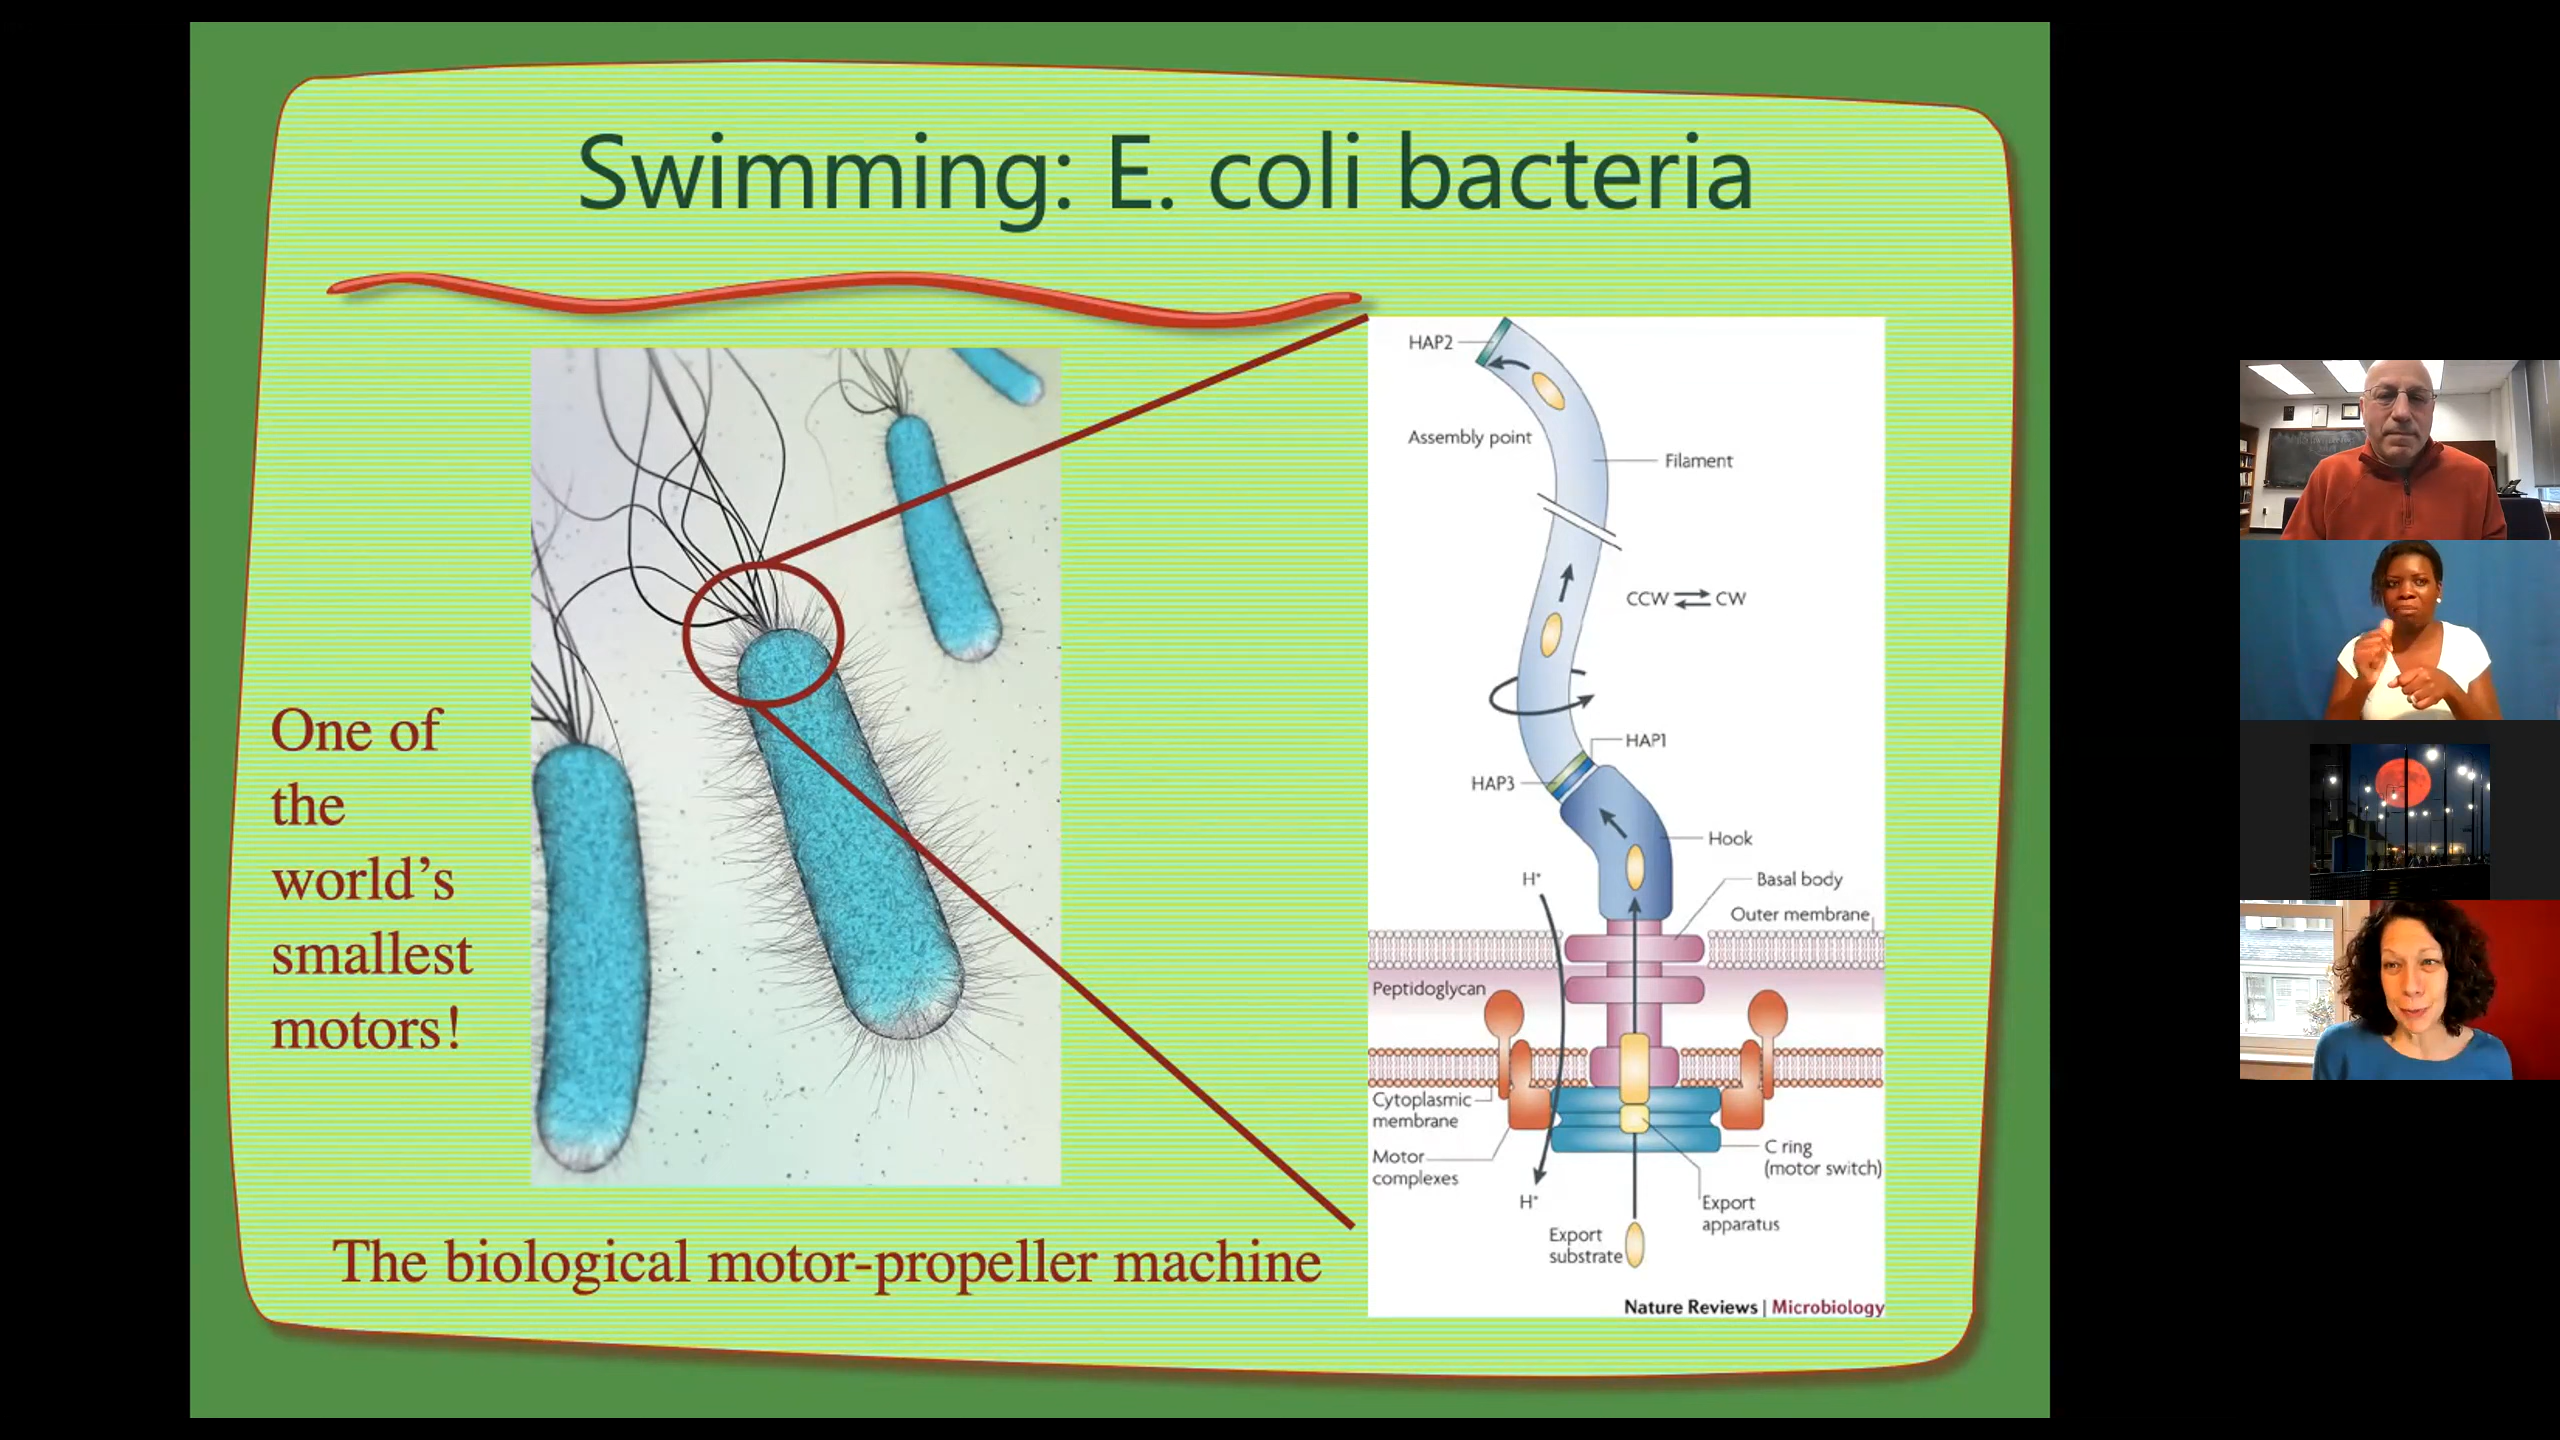 Swimming: E. coli bacteria
One of
the
world's
smallest
motors!
The biological motor-propeller machine
HAP2
Assembly point
Filament
CCW ⇌ CW
HAP1
HAP3
Hook
H⁺
Basal body
Outer membrane
Peptidoglycan
Cytoplasmic
membrane
Motor
complexes
C ring
(motor switch)
H⁺
Export
apparatus
Export
substrate
Nature Reviews | Microbiology